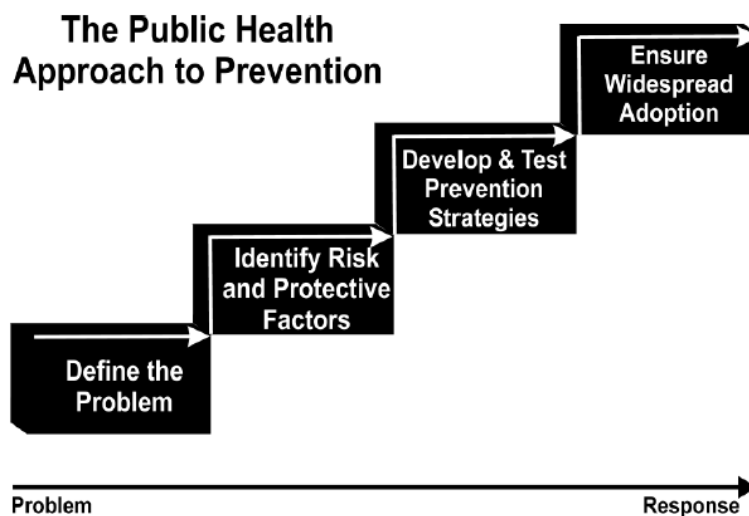 The Public Health
Approach to Prevention
Ensure
Widespread
Adoption
Develop & Test
Prevention
Strategies
Identify Risk
and Protective
Factors
Define the
Problem
Problem
Response